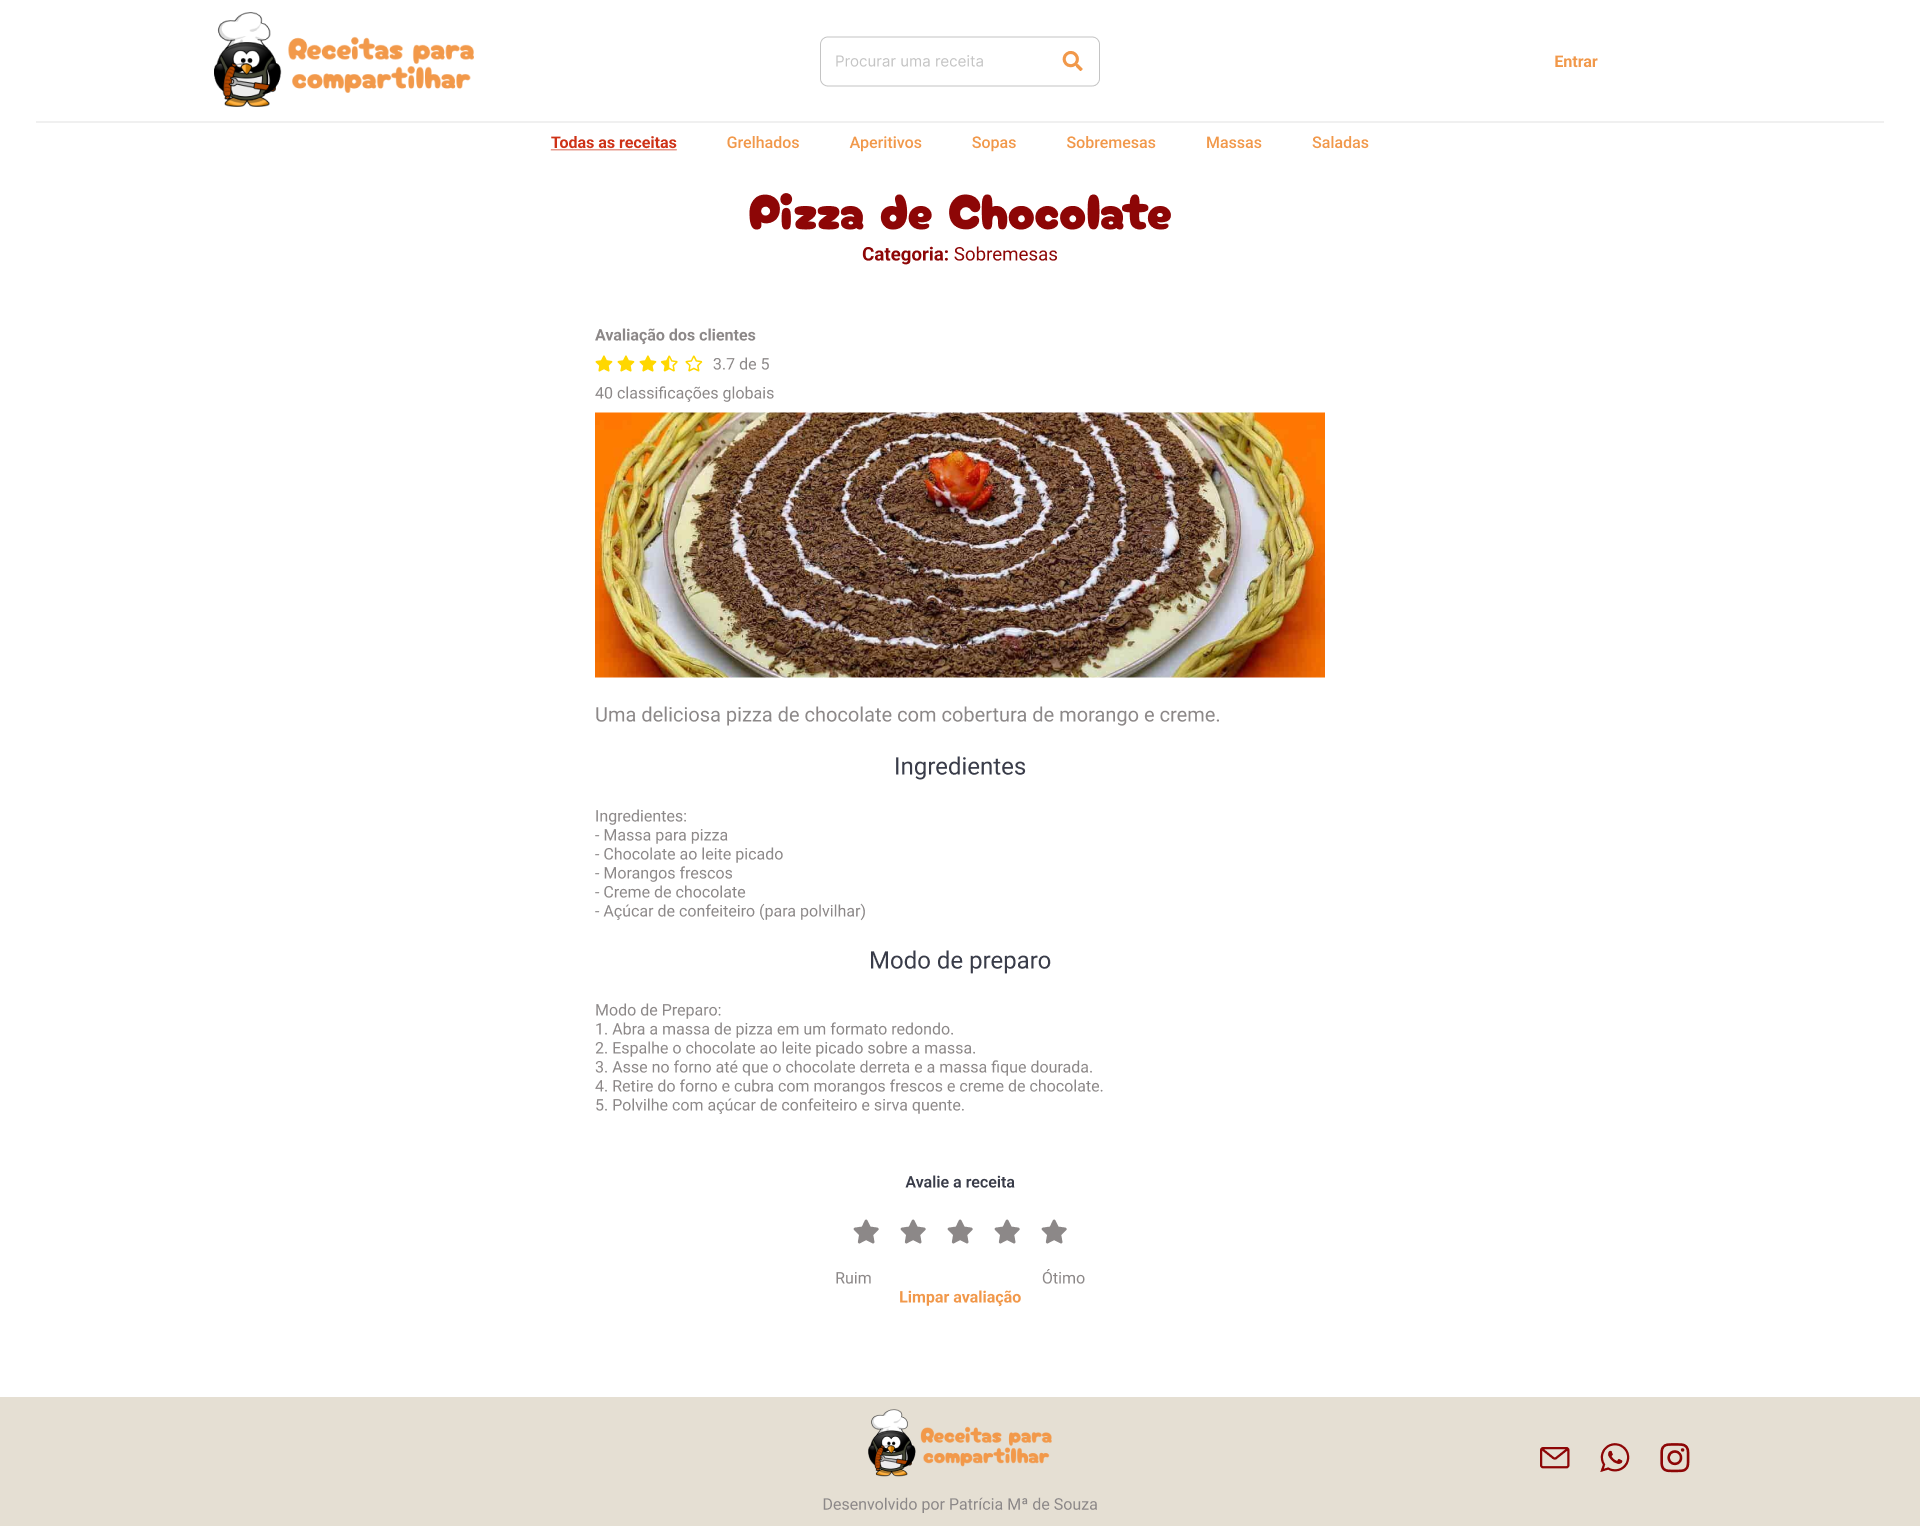 Receitas para
compartilhar
Procurar uma receita
Entrar
Todas as receitas
Grelhados
Aperitivos
Sopas
Sobremesas
Massas
Saladas
Pizza de Chocolate
Categoria: Sobremesas
Avaliação dos clientes
3.7 de 5
40 classificações globais
Uma deliciosa pizza de chocolate com cobertura de morango e creme.
Ingredientes
Ingredientes:
- Massa para pizza
- Chocolate ao leite picado
- Morangos frescos
- Creme de chocolate
- Açúcar de confeiteiro (para polvilhar)
Modo de preparo
Modo de Preparo:
1. Abra a massa de pizza em um formato redondo.
2. Espalhe o chocolate ao leite picado sobre a massa.
3. Asse no forno até que o chocolate derreta e a massa fique dourada.
4. Retire do forno e cubra com morangos frescos e creme de chocolate.
5. Polvilhe com açúcar de confeiteiro e sirva quente.
Avalie a receita
Ruim
Ótimo
Limpar avaliação
Receitas para
compartilhar
Desenvolvido por Patrícia Mª de Souza